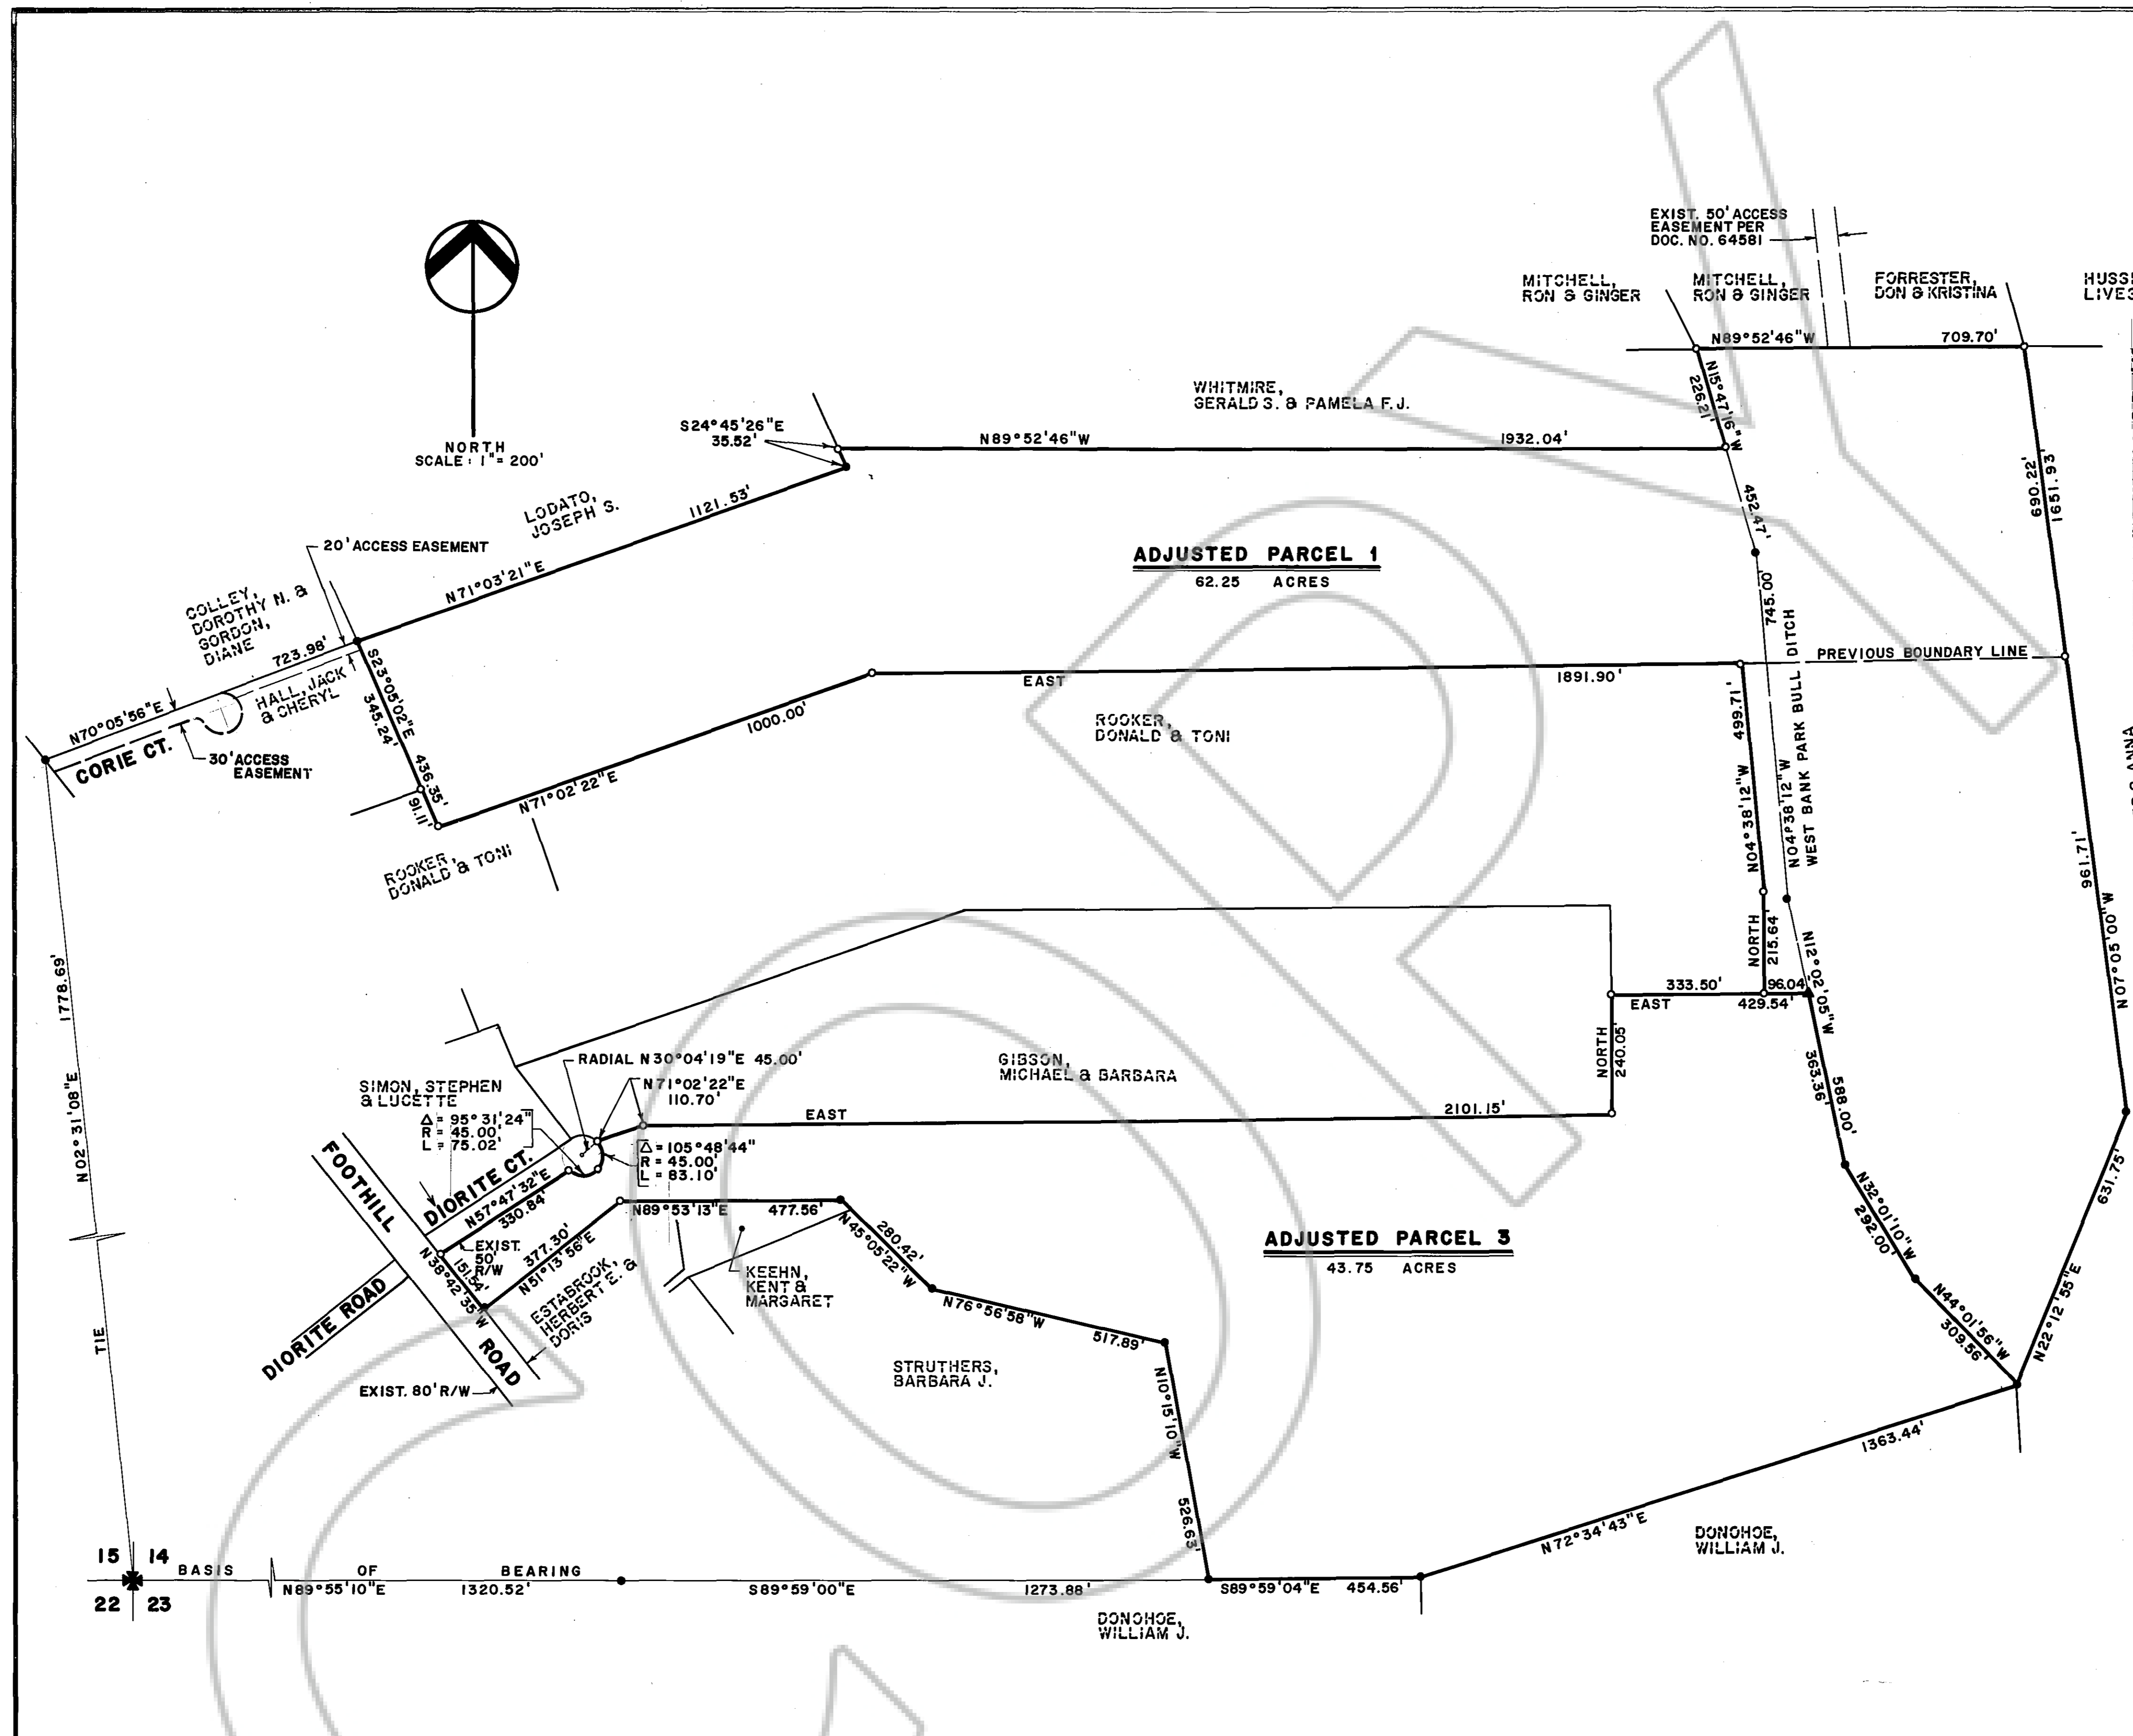 EXIST. 50' ACCESS
EASEMENT PER
DOC. NO. 64581
MITCHELL,
RON & GINGER
MITCHELL,
RON & GINGER
FORRESTER,
DON & KRISTINA
N89°52'46"W 709.70'
N15°47'16"W
226.21'
WHITMIRE,
GERALD S. & PAMELA F.J.
S24°45'26"E
35.52'
N89°52'46"W 1932.04'
NORTH
SCALE: 1"= 200'
LODATO,
JOSEPH S.
1121.53'
N71°03'21"E
20' ACCESS EASEMENT
452.47'
690.22'
1651.93'
ADJUSTED PARCEL 1
62.25 ACRES
745.00'
COLLEY,
DOROTHY N. &
GORDON,
DIANE
723.98'
N70°05'56"E
HALL, JACK
& CHERYL
CORIE CT.
30' ACCESS
EASEMENT
S23°05'02"E
345.24'
436.35'
91.11'
N71°02'22"E
1000.00'
EAST 1891.90'
PREVIOUS BOUNDARY LINE
ROOKER,
DONALD & TONI
499.71'
N04°38'12"W
N04°38'12"W
WEST BANK PARK BULL DITCH
& ANNA
961.71'
N07°05'00"W
ROOKER,
DONALD & TONI
NORTH
215.64'
N12°02'05"W
333.50' 96.04'
EAST 429.54'
NORTH
240.05'
363.36'
588.00'
1778.69'
N02°31'08"E
TIE
RADIAL N30°04'19"E 45.00'
N71°02'22"E
110.70'
GIBSON,
MICHAEL & BARBARA
SIMON, STEPHEN
& LUCETTE
Δ = 95°31'24"
R = 45.00'
L = 75.02'
EAST 2101.15'
Δ = 105°48'44"
R = 45.00'
L = 83.10'
FOOTHILL
ROAD
DIORITE CT.
N57°47'32"E
330.84'
EXIST.
50'
R/W
N38°42'35"W
151.54'
377.30'
N51°13'56"E
DIORITE ROAD
EXIST. 80' R/W
ESTABROOK,
HERBERT E. &
DORIS
N89°53'13"E 477.56'
KEEHN,
KENT &
MARGARET
280.42'
N45°05'22"W
N76°56'58"W 517.89'
STRUTHERS,
BARBARA J.
N10°15'10"W
526.63'
ADJUSTED PARCEL 3
43.75 ACRES
N32°01'10"W
292.00'
N44°01'56"W
309.56'
631.75'
N22°12'55"E
1363.44'
N72°34'43"E
DONOHOE,
WILLIAM J.
15 14
22 23
BASIS OF BEARING
N89°55'10"E 1320.52'
S89°59'00"E 1273.88'
S89°59'04"E 454.56'
DONOHOE,
WILLIAM J.
COPY